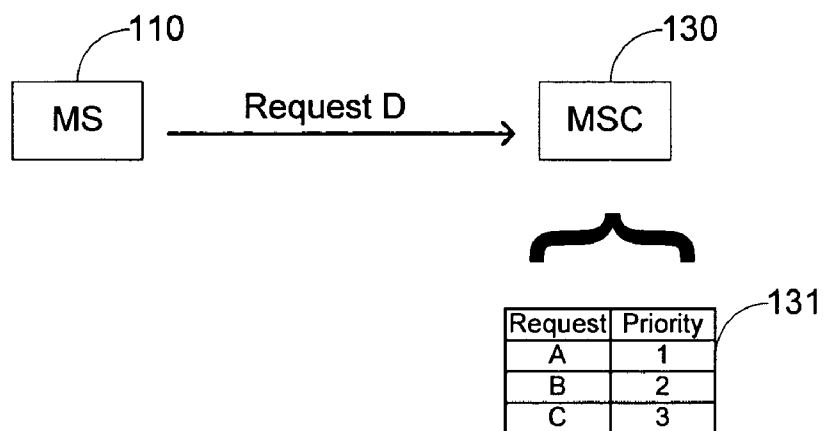 110
130
MS
Request D
MSC
131
Request Priority
A 1
B 2
C 3